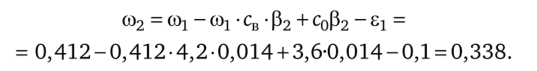 ω₂ = ω₁ − ω₁ · cв · β₂ + c₀β₂ − ε₁ =
= 0,412 − 0,412 · 4,2 · 0,014 + 3,6·0,014 − 0,1 = 0,338.